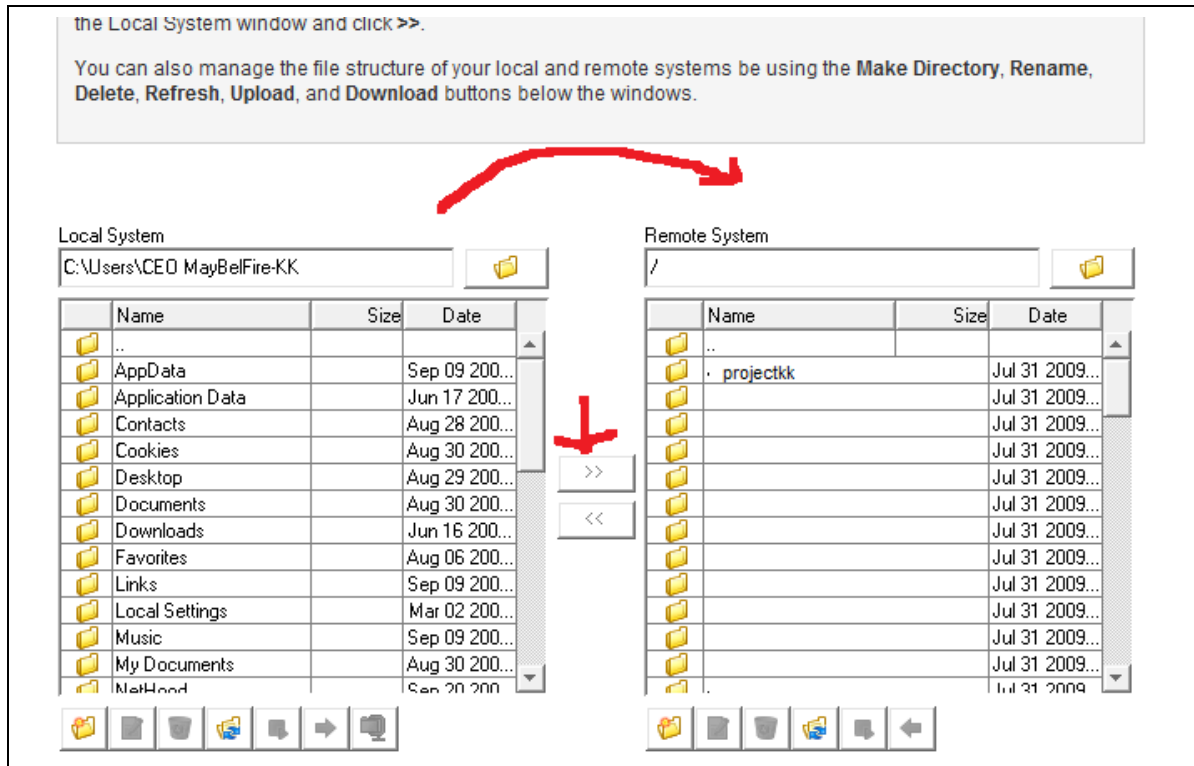 the Local System window and click >>.
You can also manage the file structure of your local and remote systems be using the Make Directory, Rename,
Delete, Refresh, Upload, and Download buttons below the windows.
Local System
C:\Users\CEO MayBelFire-KK
Name Size Date
..
AppData Sep 09 200...
Application Data Jun 17 200...
Contacts Aug 28 200...
Cookies Aug 30 200...
Desktop Aug 29 200...
Documents Aug 30 200...
Downloads Jun 16 200...
Favorites Aug 06 200...
Links Sep 09 200...
Local Settings Mar 02 200...
Music Sep 09 200...
My Documents Aug 30 200...
NetHood Sep 20 200...
>>
<<
Remote System
/
Name Size Date
..
projectkk Jul 31 2009...
Jul 31 2009...
Jul 31 2009...
Jul 31 2009...
Jul 31 2009...
Jul 31 2009...
Jul 31 2009...
Jul 31 2009...
Jul 31 2009...
Jul 31 2009...
Jul 31 2009...
Jul 31 2009...
Jul 31 2009...